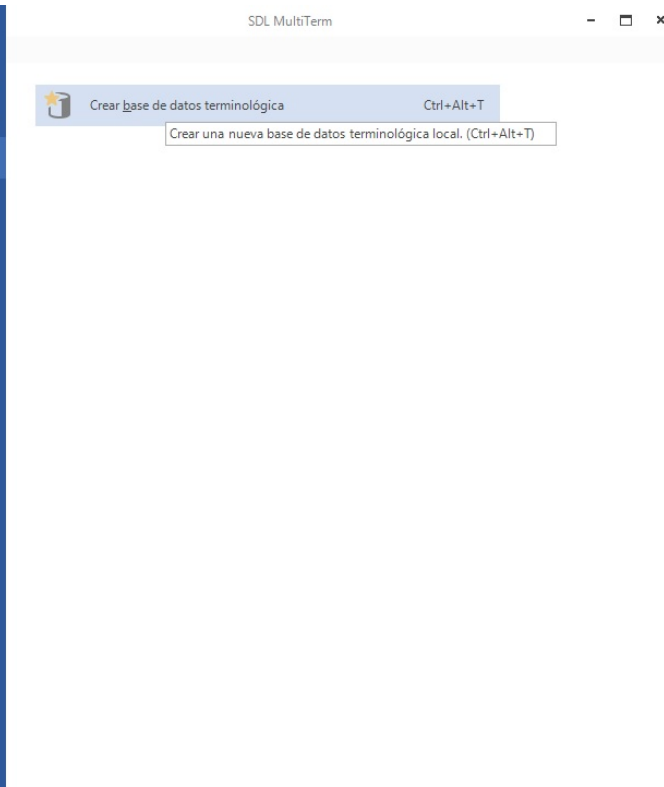 SDL MultiTerm
Crear base de datos terminológica Ctrl+Alt+T
Crear una nueva base de datos terminológica local. (Ctrl+Alt+T)